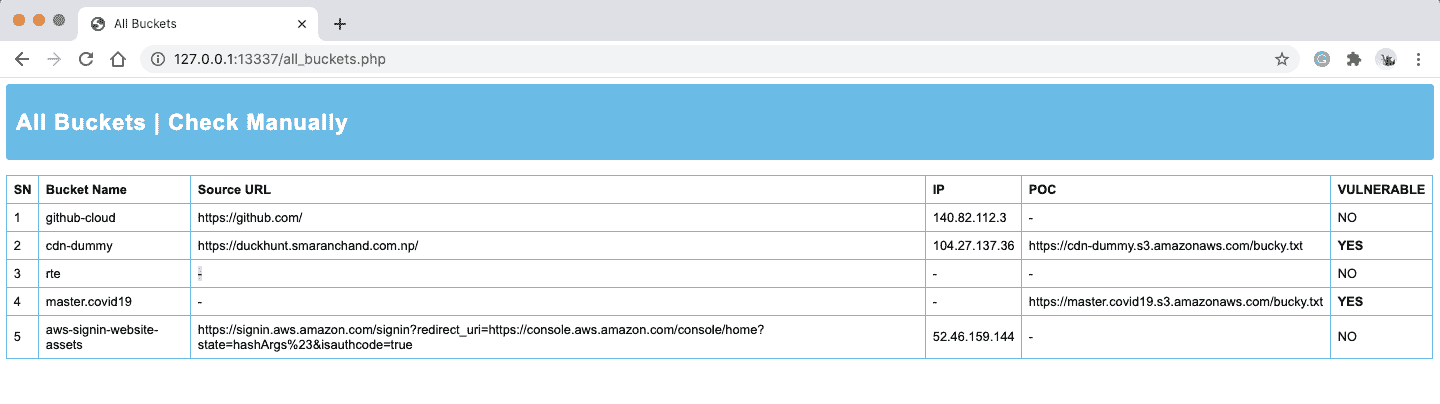 All Buckets
127.0.0.1:13337/all_buckets.php
All Buckets | Check Manually
SN Bucket Name Source URL IP POC VULNERABLE
1 github-cloud https://github.com/ 140.82.112.3 - NO
2 cdn-dummy https://duckhunt.smaranchand.com.np/ 104.27.137.36 https://cdn-dummy.s3.amazonaws.com/bucky.txt YES
3 rte - - - NO
4 master.covid19 - - https://master.covid19.s3.amazonaws.com/bucky.txt YES
5 aws-signin-website-
assets https://signin.aws.amazon.com/signin?redirect_uri=https://console.aws.amazon.com/console/home?
state=hashArgs%23&isauthcode=true 52.46.159.144 - NO